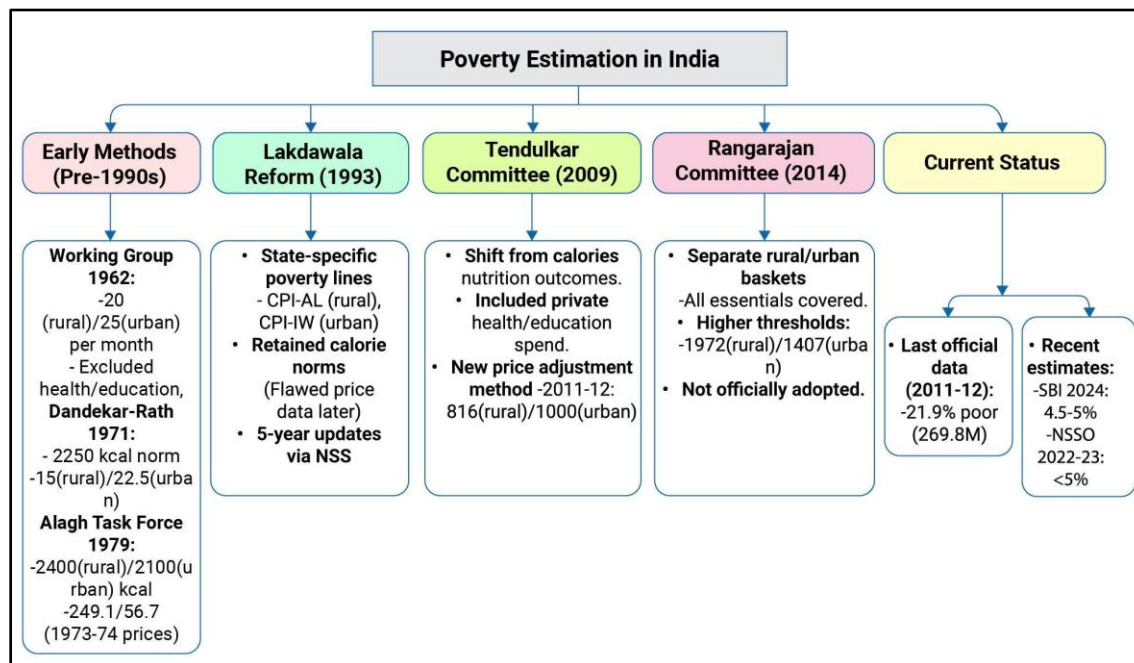 Poverty Estimation in India
Early Methods
(Pre-1990s)
Working Group
1962:
-20
(rural)/25(urban)
per month
- Excluded
health/education,
Dandekar-Rath
1971:
- 2250 kcal norm
-15(rural)/22.5(urba
n)
Alagh Task Force
1979:
-2400(rural)/2100(u
rban) kcal
-249.1/56.7
(1973-74 prices)
Lakdawala
Reform (1993)
• State-specific
poverty lines
- CPI-AL (rural),
CPI-IW (urban)
• Retained calorie
norms
(Flawed price
data later)
• 5-year updates
via NSS
Tendulkar
Committee (2009)
• Shift from calories
nutrition outcomes.
• Included private
health/education
spend.
• New price adjustment
method -2011-12:
816(rural)/1000(urban)
Rangarajan
Committee (2014)
• Separate rural/urban
baskets
-All essentials covered.
• Higher thresholds:
-1972(rural)/1407(urba
n)
• Not officially adopted.
Current Status
• Last official
data
(2011-12):
-21.9% poor
(269.8M)
• Recent
estimates:
-SBI 2024:
4.5-5%
-NSSO
2022-23:
<5%